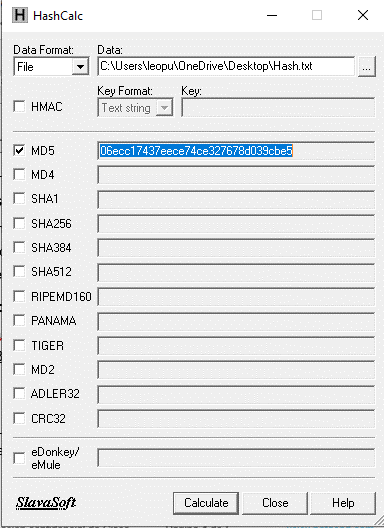 H HashCalc
Data Format: Data:
File C:\Users\leopu\OneDrive\Desktop\Hash.txt ...
Key Format: Key:
HMAC Text string
MD5 06ecc17437eece74ce327678d039cbe5
MD4
SHA1
SHA256
SHA384
SHA512
RIPEMD160
PANAMA
TIGER
MD2
ADLER32
CRC32
eDonkey/
eMule
SlavaSoft Calculate Close Help